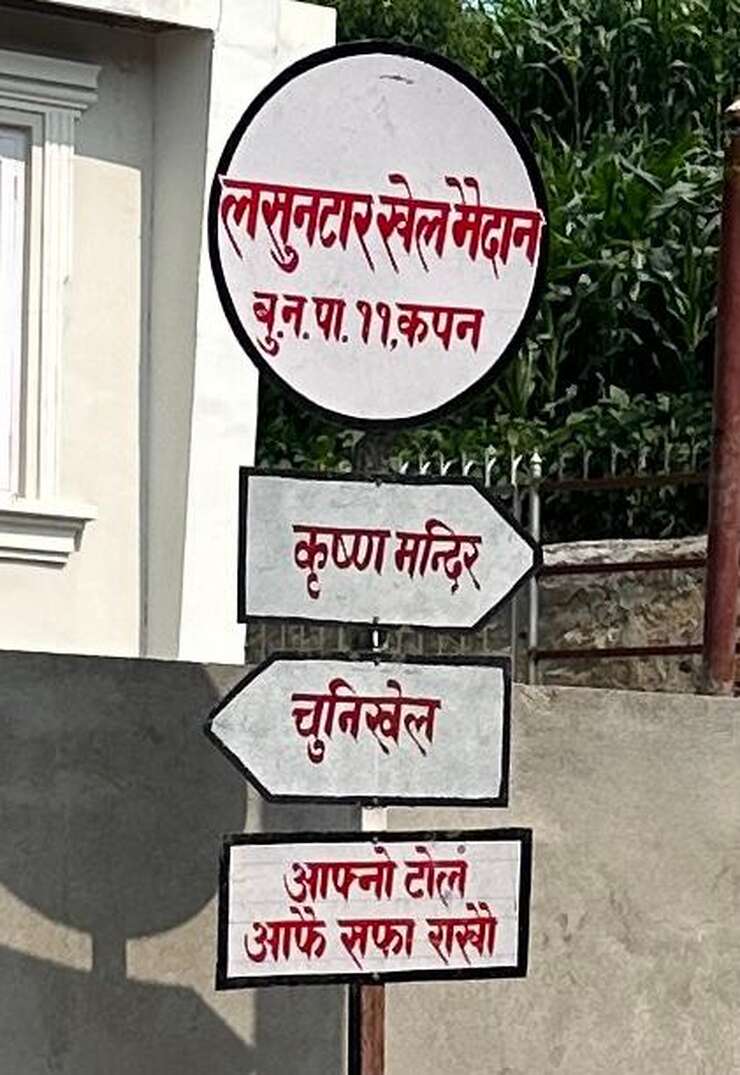 लसुनटार खेल मैदान
बु.न.पा. ११,कपन
कृष्ण मन्दिर
चुनिखेल
आफ्नो टोलं
आफै सफा राखौ